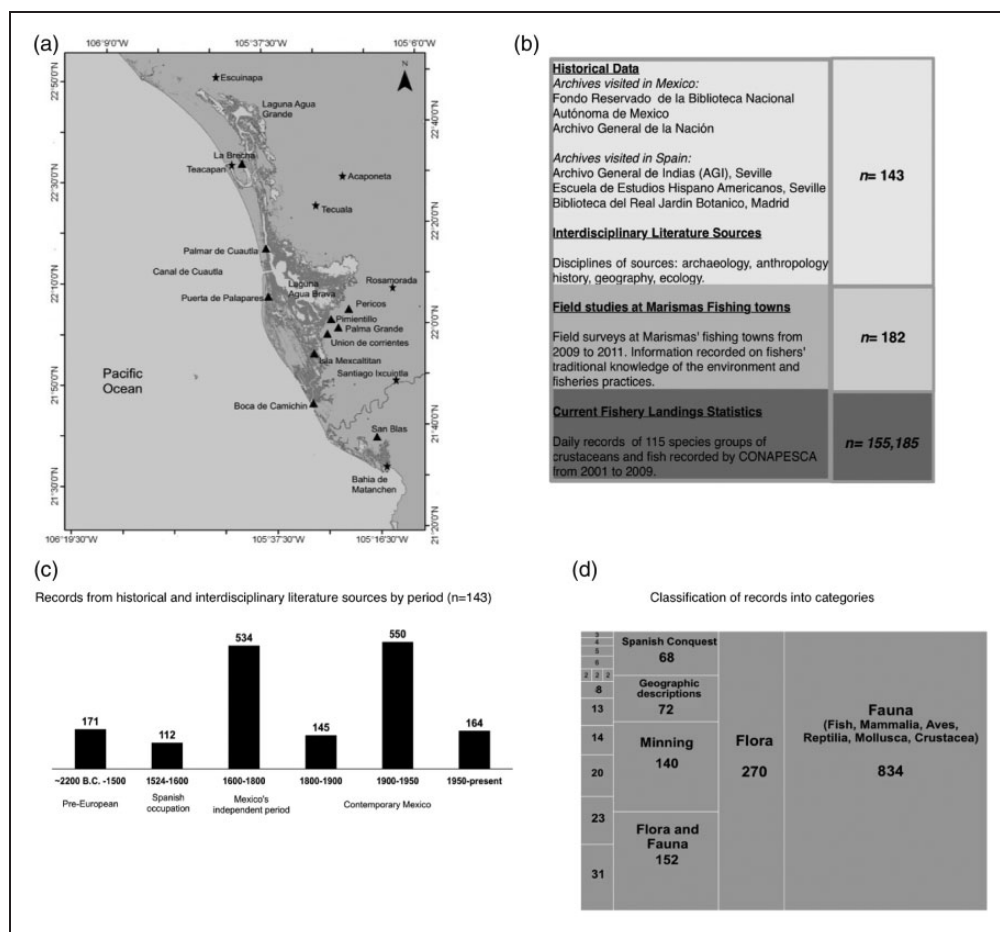 (a)
106°9'0"W
105°37'30"W
105°6'0"W
22°50'0"N
22°30'0"N
22°10'0"N
21°50'0"N
21°30'0"N
N
Escuinapa
Laguna Agua
Grande
La Brecha
Teacapan
Acaponeta
Tecuala
Palmar de Cuautla
Canal de Cuautla
Laguna
Agua Brava
Rosamorada
Puerta de Palapares
Pericos
Pimientillo
Palma Grande
Union de corrientes
Isla Mexcaltitan
Santiago Ixcuiotla
Pacific
Ocean
Boca de Camichin
San Blas
Bahia de
Matanchen
22°40'0"N
22°20'0"N
22°0'0"N
21°40'0"N
21°20'0"N
106°19'30"W
105°37'30"W
105°16'30"W
(b)
Historical Data
Archives visited in Mexico:
Fondo Reservado de la Biblioteca Nacional
Autónoma de Mexico
Archivo General de la Nación
Archives visited in Spain:
Archivo General de Indias (AGI), Seville
Escuela de Estudios Hispano Americanos, Seville
Biblioteca del Real Jardin Botanico, Madrid
n= 143
Interdisciplinary Literature Sources
Disciplines of sources: archaeology, anthropology
history, geography, ecology.
Field studies at Marismas Fishing towns
Field surveys at Marismas' fishing towns from
2009 to 2011. Information recorded on fishers'
traditional knowledge of the environment and
fisheries practices.
n= 182
Current Fishery Landings Statistics
Daily records of 115 species groups of
crustaceans and fish recorded by CONAPESCA
from 2001 to 2009.
n= 155,185
(c)
Records from historical and interdisciplinary literature sources by period (n=143)
171
112
534
145
550
164
~2200 B.C. -1500
1524-1600
1600-1800
1800-1900
1900-1950
1950-present
Pre-European
Spanish
occupation
Mexico's
independent period
Contemporary Mexico
(d)
Classification of records into categories
3
4
5
6
2 2 2
8
13
14
20
23
31
Spanish Conquest
68
Geographic
descriptions
72
Minning
140
Flora and
Fauna
152
Flora
270
Fauna
(Fish, Mammalia, Aves,
Reptilia, Mollusca, Crustacea)
834